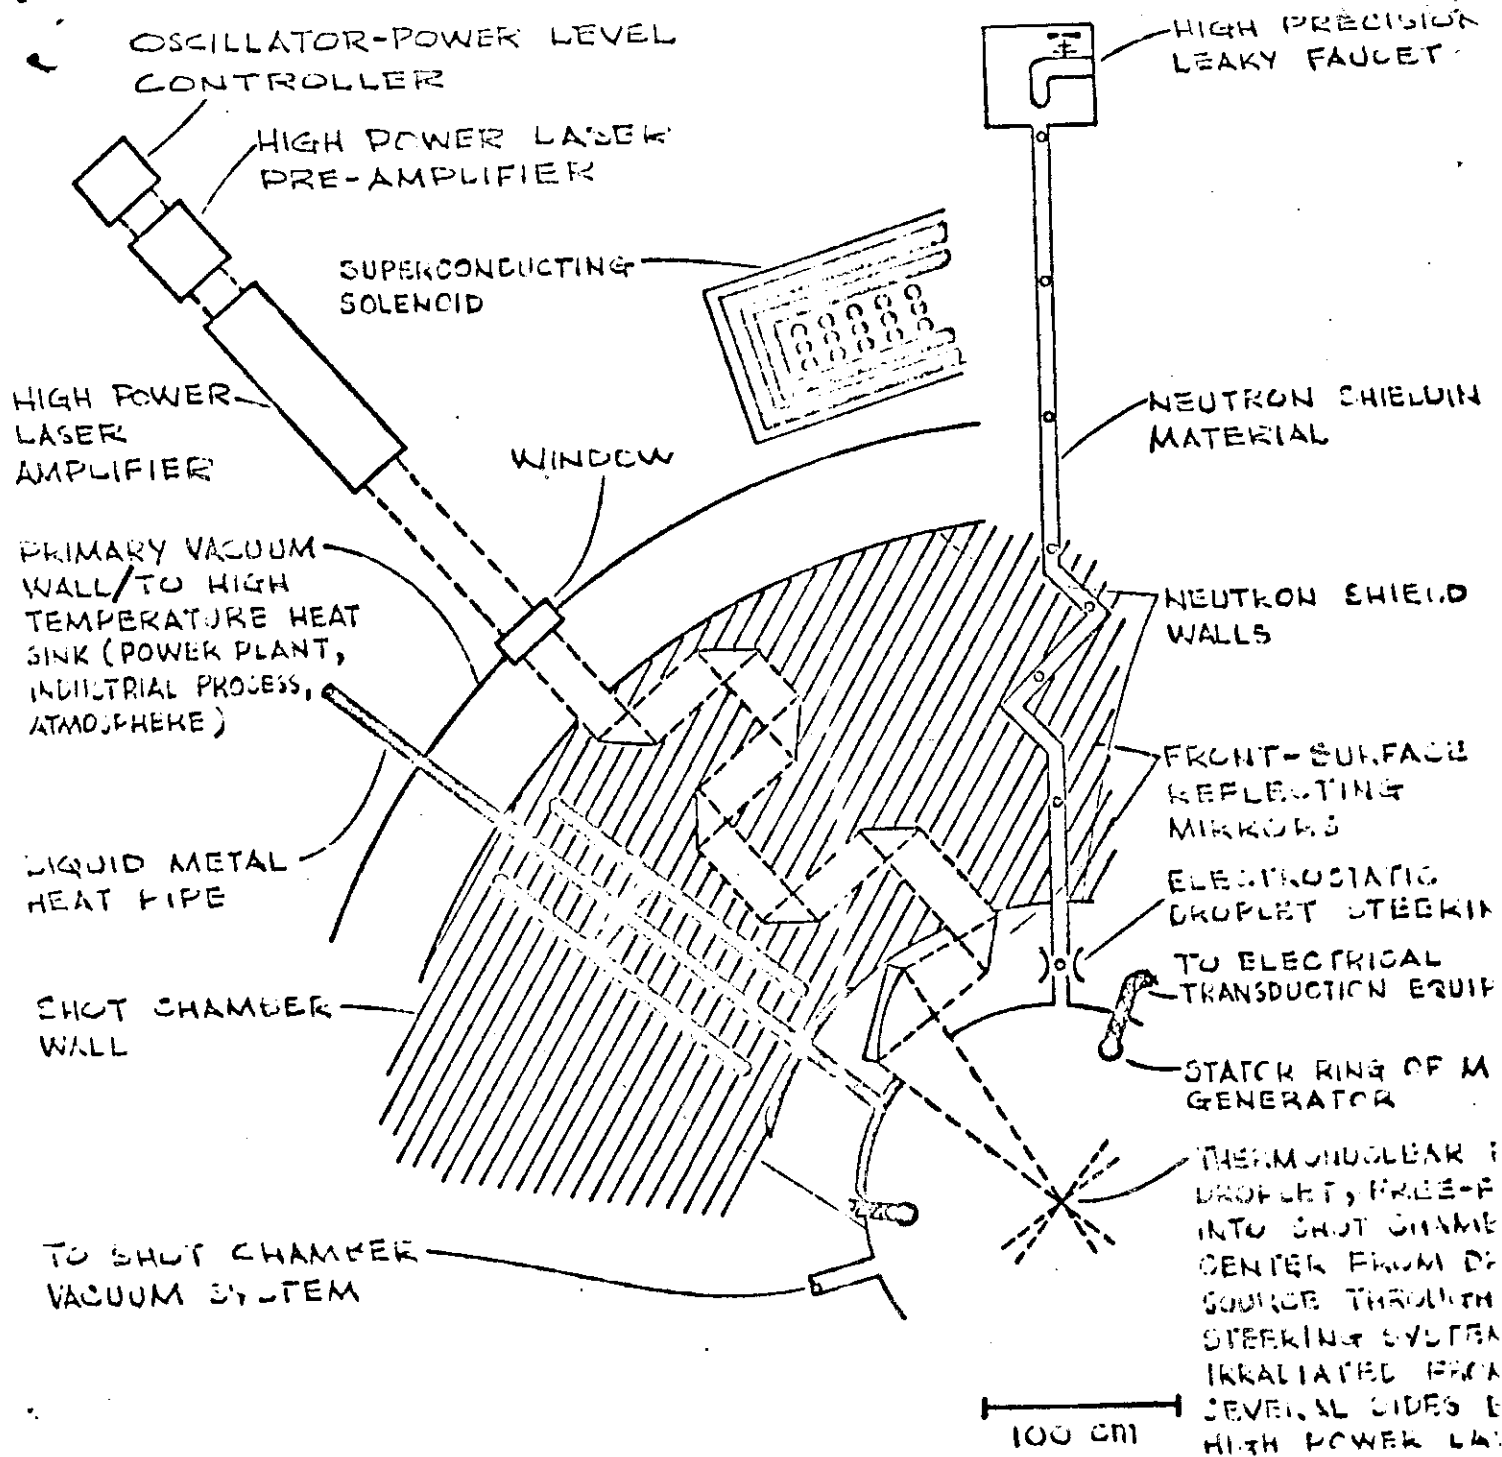 OSCILLATOR-POWER LEVEL
CONTROLLER
HIGH POWER LASER
PRE-AMPLIFIER
SUPERCONDUCTING
SOLENOID
HIGH POWER
LASER
AMPLIFIER
WINDOW
PRIMARY VACUUM
WALL/TO HIGH
TEMPERATURE HEAT
SINK (POWER PLANT,
INDUSTRIAL PROCESS,
ATMOSPHERE)
LIQUID METAL
HEAT PIPE
SHOT CHAMBER
WALL
TO SHOT CHAMBER
VACUUM SYSTEM
HIGH PRECISION
LEAKY FAUCET
NEUTRON SHIELDIN
MATERIAL
NEUTRON SHIELD
WALLS
FRONT-SURFACE
REFLECTING
MIRRORS
ELECTROSTATIC
DROPLET STEERIN
TO ELECTRICAL
TRANSDUCTION EQUIP
STATOR RING OF M
GENERATOR
THERMONUCLEAR
DROPLET, FREE-F
INTO SHOT CHAMB
CENTER FROM
SOURCE THROUGH
STEERING SYSTEM
IRRADIATED FROM
SEVERAL SIDES B
HIGH POWER LAS
100 cm